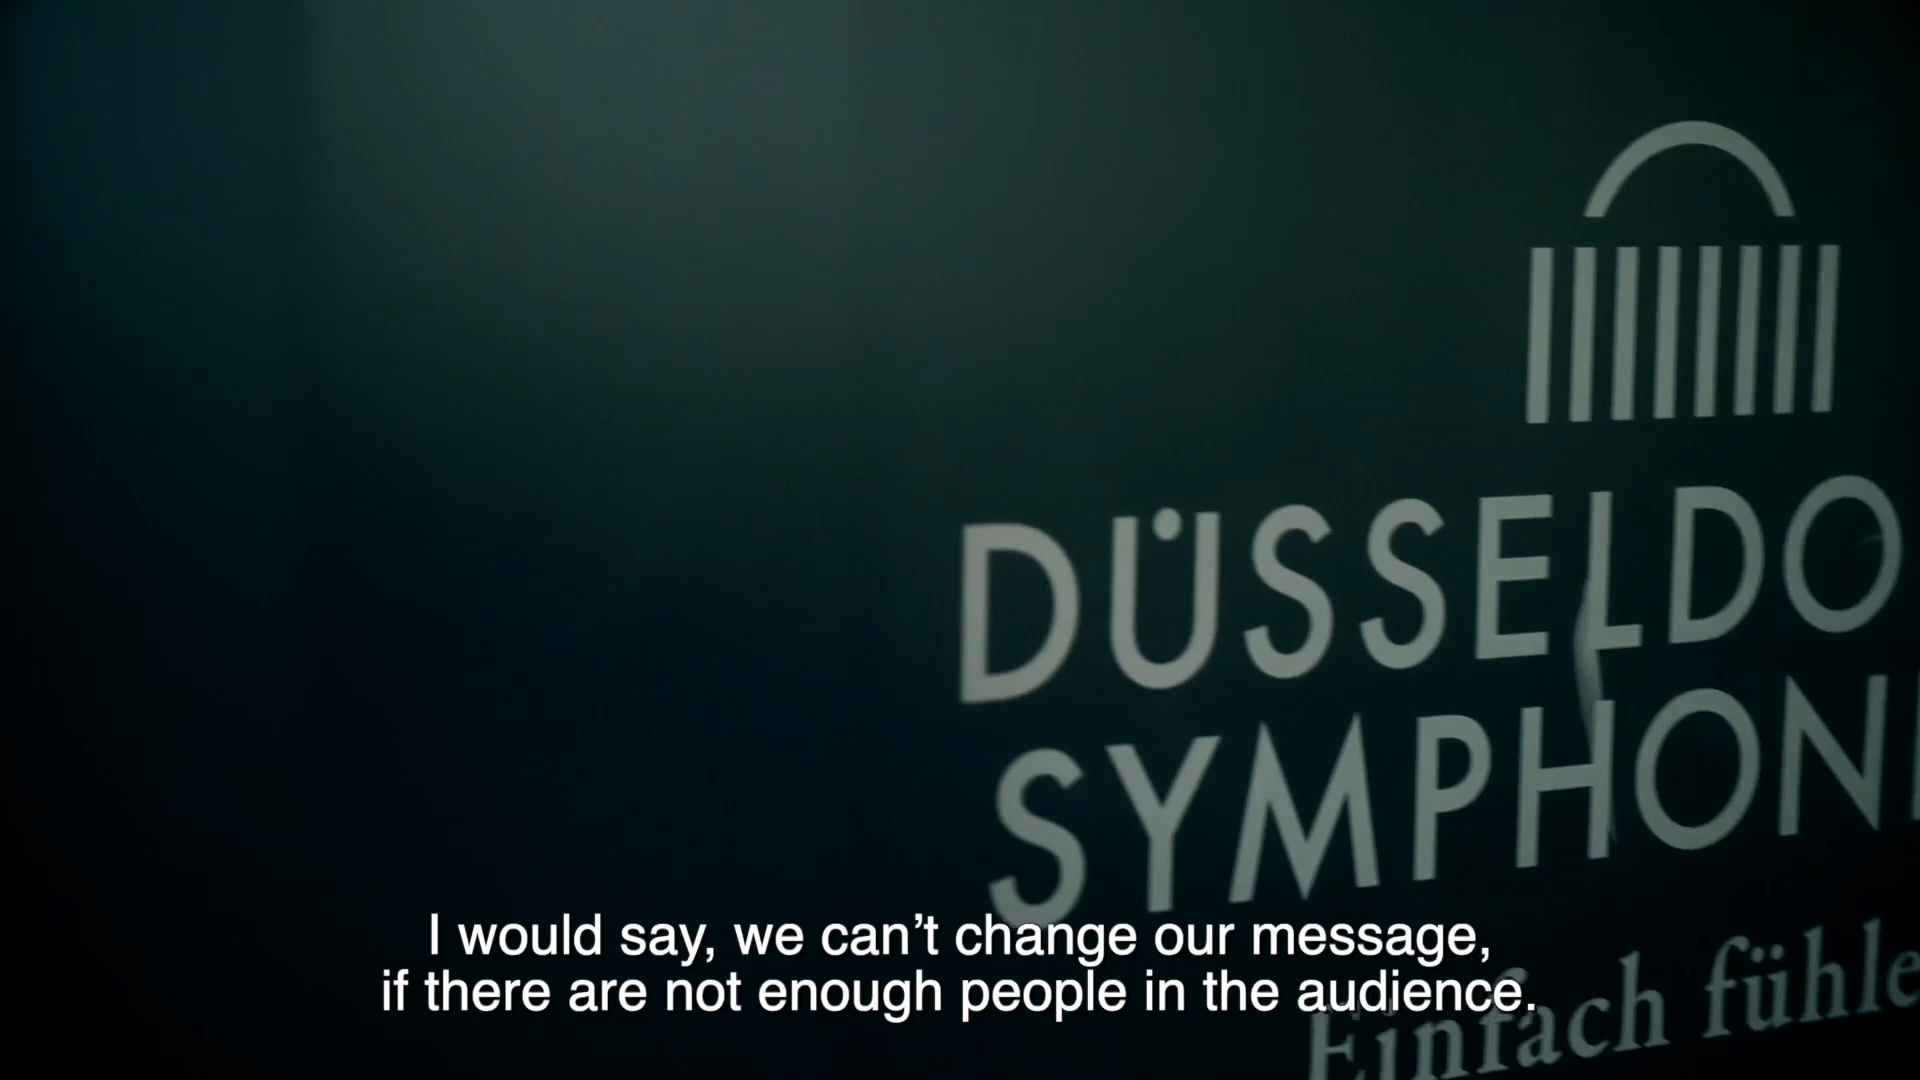 DÜSSELDO
SYMPHON
Einfach fühle
I would say, we can’t change our message,
if there are not enough people in the audience.